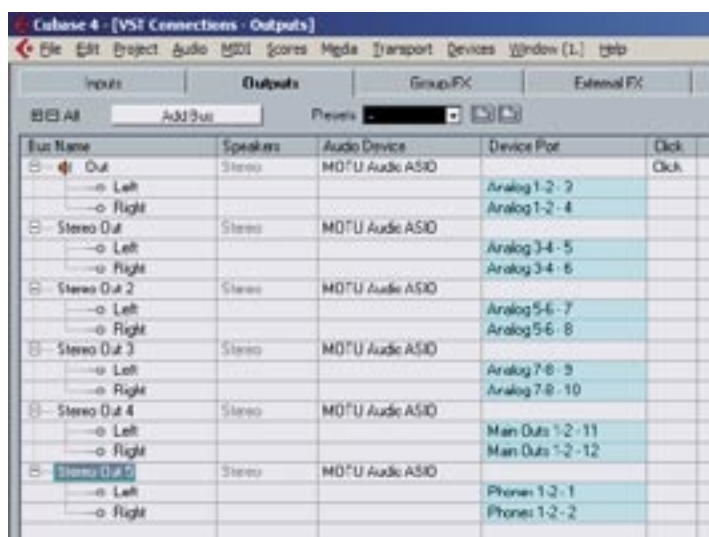 Cubase 4 - [VST Connections - Outputs]
File Edit Project Audio MIDI Scores Media Transport Devices Window (1.) Help
Inputs Outputs Group/FX External FX
All Add Bus Presets -
Bus Name Speakers Audio Device Device Port Click
Out Stereo MOTU Audio ASIO Click
Left Analog 1-2 - 3
Right Analog 1-2 - 4
Stereo Out Stereo MOTU Audio ASIO
Left Analog 3-4 - 5
Right Analog 3-4 - 6
Stereo Out 2 Stereo MOTU Audio ASIO
Left Analog 5-6 - 7
Right Analog 5-6 - 8
Stereo Out 3 Stereo MOTU Audio ASIO
Left Analog 7-8 - 9
Right Analog 7-8 - 10
Stereo Out 4 Stereo MOTU Audio ASIO
Left Main Outs 1-2 - 11
Right Main Outs 1-2 - 12
Stereo Out 5 Stereo MOTU Audio ASIO
Left Phones 1-2 - 1
Right Phones 1-2 - 2